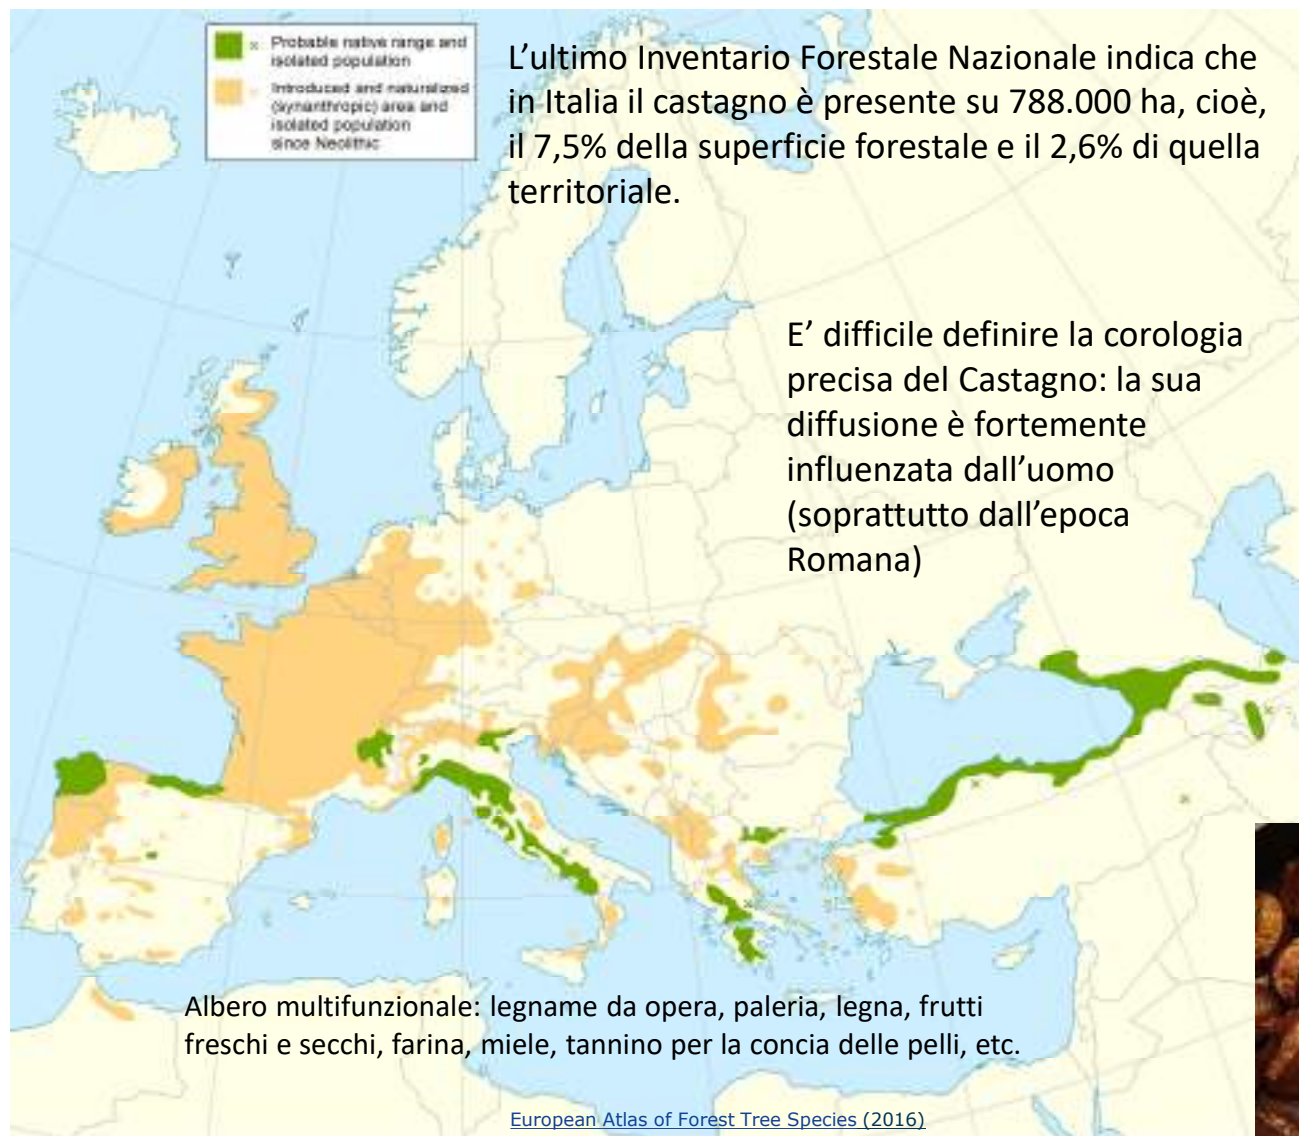 Probable native range and
isolated population
Introduced and naturalized
(synanthropic) area and
isolated population
since Neolithic
L’ultimo Inventario Forestale Nazionale indica che
in Italia il castagno è presente su 788.000 ha, cioè,
il 7,5% della superficie forestale e il 2,6% di quella
territoriale.
E’ difficile definire la corologia
precisa del Castagno: la sua
diffusione è fortemente
influenzata dall’uomo
(soprattutto dall’epoca
Romana)
Albero multifunzionale: legname da opera, paleria, legna, frutti
freschi e secchi, farina, miele, tannino per la concia delle pelli, etc.
European Atlas of Forest Tree Species (2016)